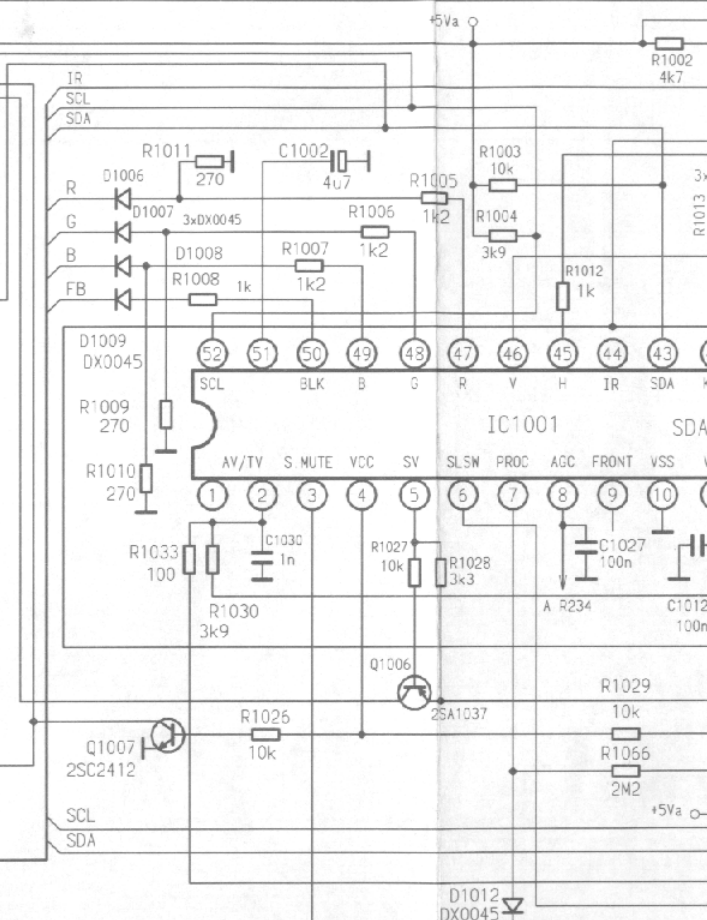 +5Va
R1002
4k7
IR
SCL
SDA
R1011
270
C1002
4u7
R1003
10k
D1006
R
D1007
3xDX0045
R1005
1k2
R1006
1k2
R1004
3k9
3x
R1013
G
B
D1008
R1007
1k2
R1008
1k
FB
R1012
1k
D1009
DX0045
52
51
50
49
48
47
46
45
44
43
SCL
BLK
B
G
R
V
H
IR
SDA
K
R1009
270
IC1001
SDA
R1010
270
AV/TV
S.MUTE
VCC
SV
SLSW
PROC
AGC
FRONT
VSS
V
1
2
3
4
5
6
7
8
9
10
R1033
100
C1030
1n
R1027
10k
R1028
3k3
C1027
100n
R1030
3k9
A R234
C1012
100n
Q1006
2SA1037
R1029
10k
R1026
10k
Q1007
2SC2412
R1066
2M2
+5Va
SCL
SDA
D1012
DX0045